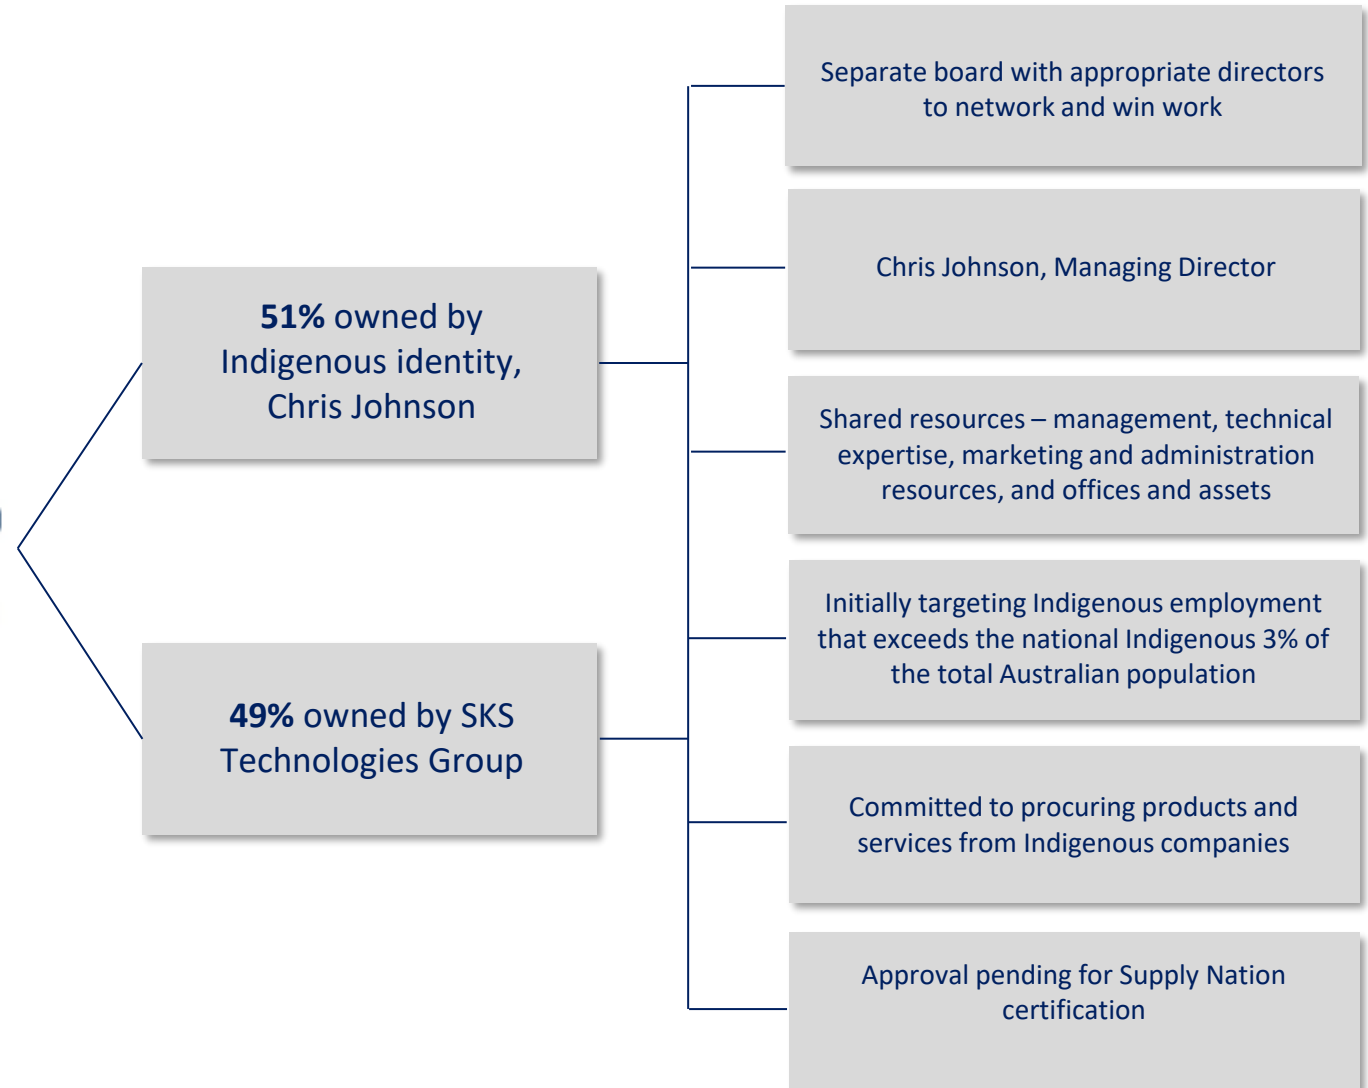 51% owned by
Indigenous identity,
Chris Johnson
49% owned by SKS
Technologies Group
Separate board with appropriate directors
to network and win work
Chris Johnson, Managing Director
Shared resources – management, technical
expertise, marketing and administration
resources, and offices and assets
Initially targeting Indigenous employment
that exceeds the national Indigenous 3% of
the total Australian population
Committed to procuring products and
services from Indigenous companies
Approval pending for Supply Nation
certification